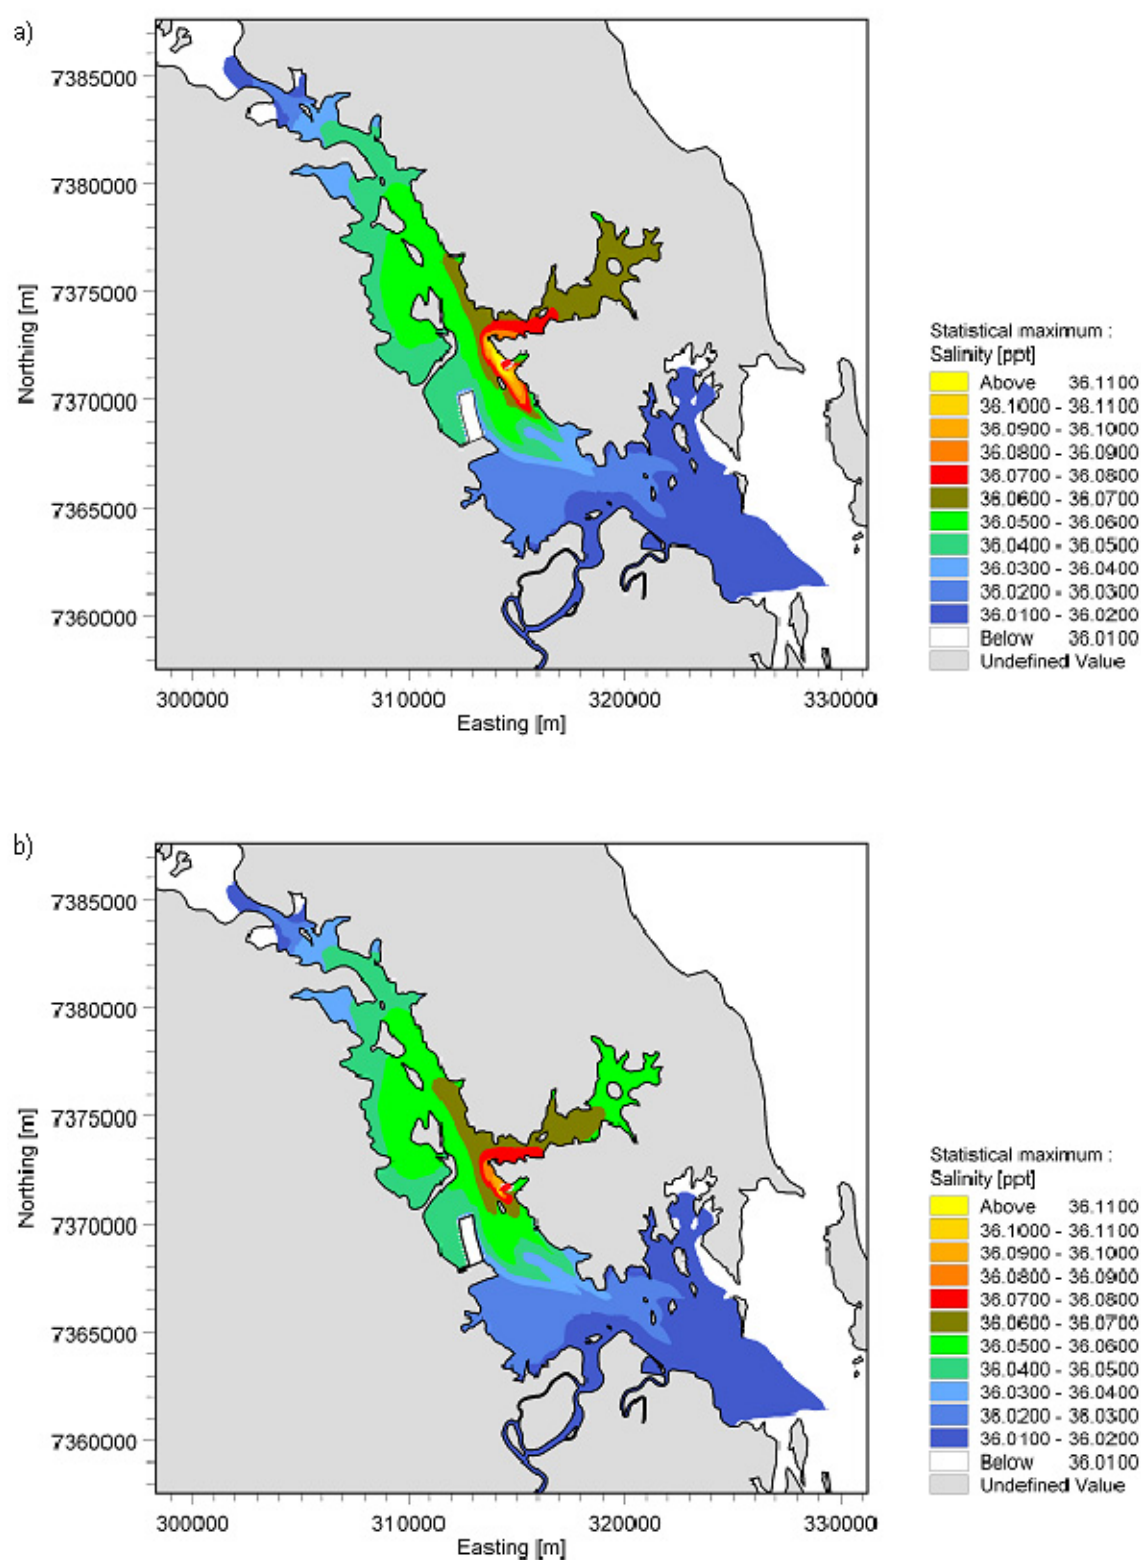 a)
7385000
7380000
7375000
7370000
7365000
7360000
Northing [m]
300000 310000 320000 330000
Easting [m]
Statistical maximum :
Salinity [ppt]
Above 36.1100
36.1000 - 36.1100
36.0900 - 36.1000
36.0800 - 36.0900
36.0700 - 36.0800
36.0600 - 36.0700
36.0500 - 36.0600
36.0400 - 36.0500
36.0300 - 36.0400
36.0200 - 36.0300
36.0100 - 36.0200
Below 36.0100
Undefined Value
b)
7385000
7380000
7375000
7370000
7365000
7360000
Northing [m]
300000 310000 320000 330000
Easting [m]
Statistical maximum :
Salinity [ppt]
Above 36.1100
36.1000 - 36.1100
36.0900 - 36.1000
36.0800 - 36.0900
36.0700 - 36.0800
36.0600 - 36.0700
36.0500 - 36.0600
36.0400 - 36.0500
36.0300 - 36.0400
36.0200 - 36.0300
36.0100 - 36.0200
Below 36.0100
Undefined Value